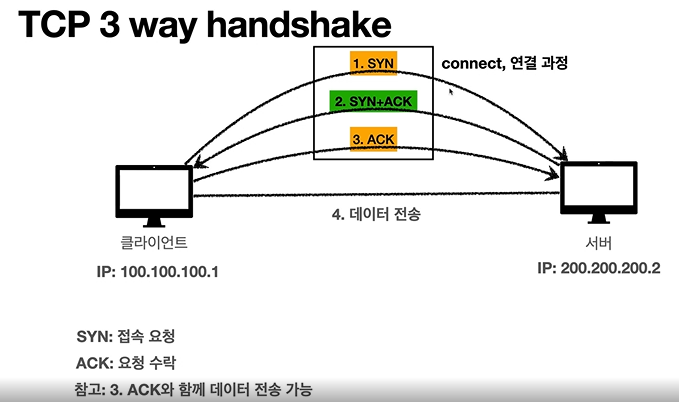 TCP 3 way handshake
1. SYN
connect, 연결 과정
2. SYN+ACK
3. ACK
4. 데이터 전송
클라이언트
서버
IP: 100.100.100.1
IP: 200.200.200.2
SYN: 접속 요청
ACK: 요청 수락
참고: 3. ACK와 함께 데이터 전송 가능